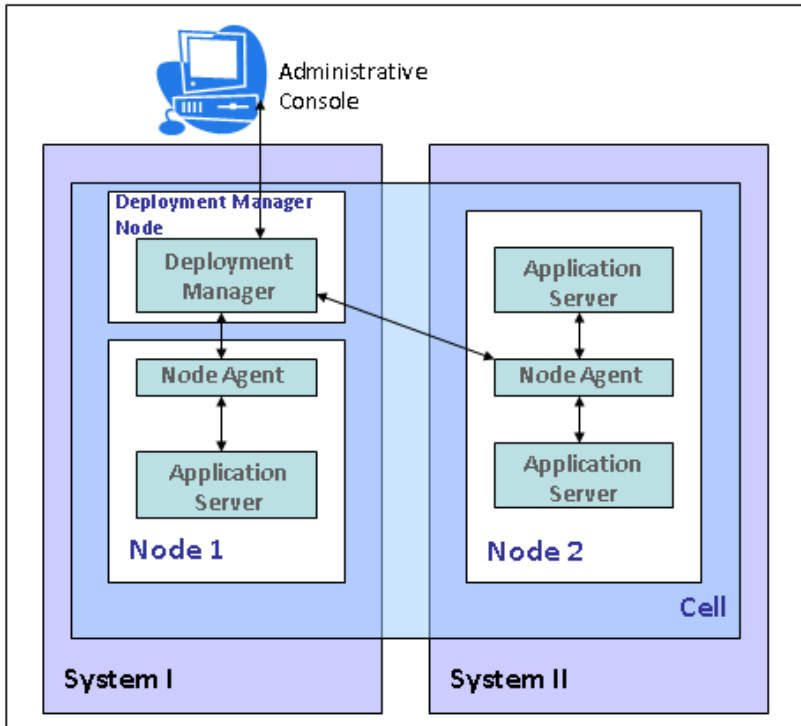 Administrative
Console
Deployment Manager
Node
Deployment
Manager
Node Agent
Application
Server
Node 1
Application
Server
Node Agent
Application
Server
Node 2
Cell
System I
System II